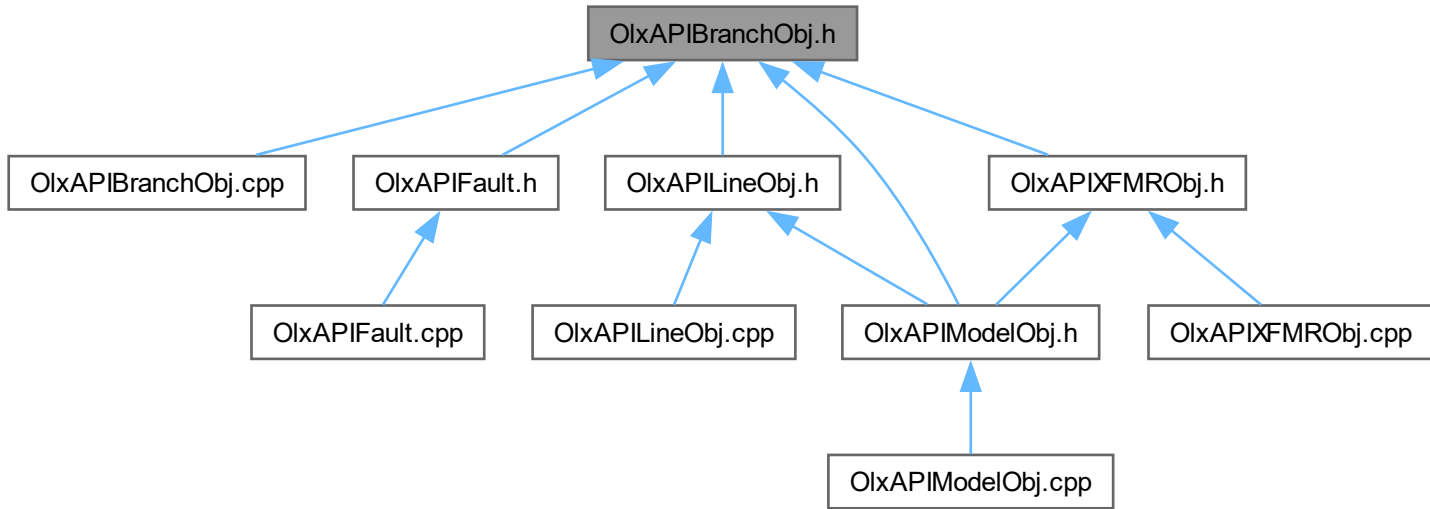 OlxAPIBranchObj.h
OlxAPIBranchObj.cpp
OlxAPIFault.h
OlxAPILineObj.h
OlxAPIXFMRObj.h
OlxAPIFault.cpp
OlxAPILineObj.cpp
OlxAPIModelObj.h
OlxAPIXFMRObj.cpp
OlxAPIModelObj.cpp